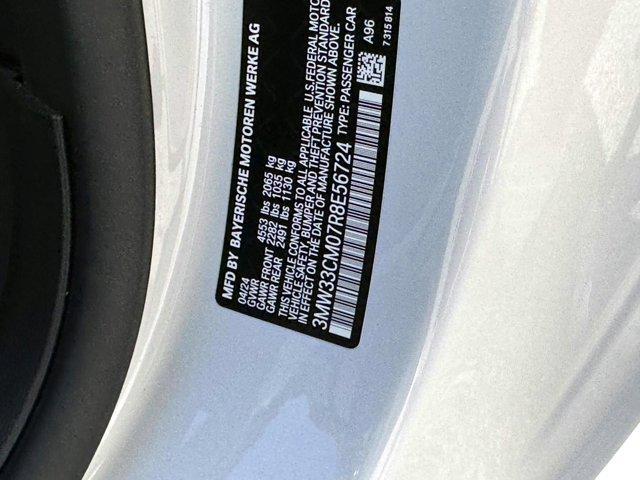 MFD BY BAYERISCHE MOTOREN WERKE AG
04/24
GVWR 4553 lbs 2065 kg
GAWR FRONT 2282 lbs 1035 kg
GAWR REAR 2491 lbs 1130 kg
THIS VEHICLE CONFORMS TO ALL APPLICABLE U.S. FEDERAL MOTO
VEHICLE SAFETY, BUMPER AND THEFT PREVENTION STANDARD
IN EFFECT ON THE DATE OF MANUFACTURE SHOWN ABOVE.
3MW33CM07R8E56724 TYPE: PASSENGER CAR
A96
7 315 814